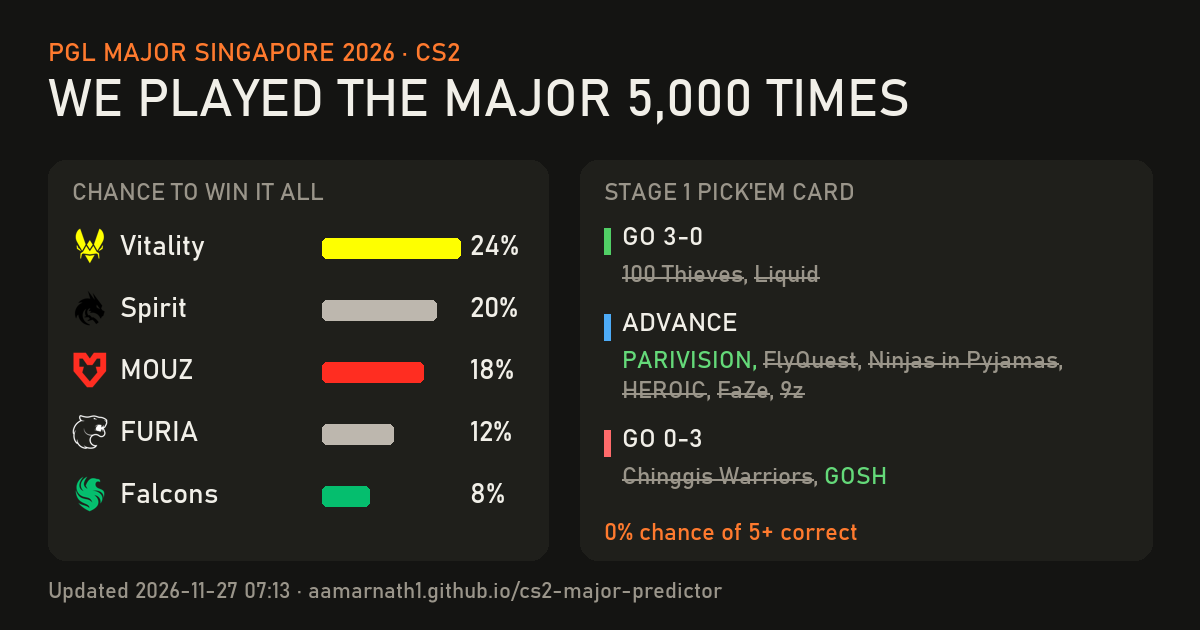 PGL MAJOR SINGAPORE 2026 · CS2
WE PLAYED THE MAJOR 5,000 TIMES
CHANCE TO WIN IT ALL
Vitality 24%
Spirit 20%
MOUZ 18%
FURIA 12%
Falcons 8%
STAGE 1 PICK'EM CARD
GO 3-0
100 Thieves, Liquid
ADVANCE
PARIVISION, FlyQuest, Ninjas in Pyjamas,
HEROIC, FaZe, 9z
GO 0-3
Chinggis Warriors, GOSH
0% chance of 5+ correct
Updated 2026-11-27 07:13 · aamarnath1.github.io/cs2-major-predictor